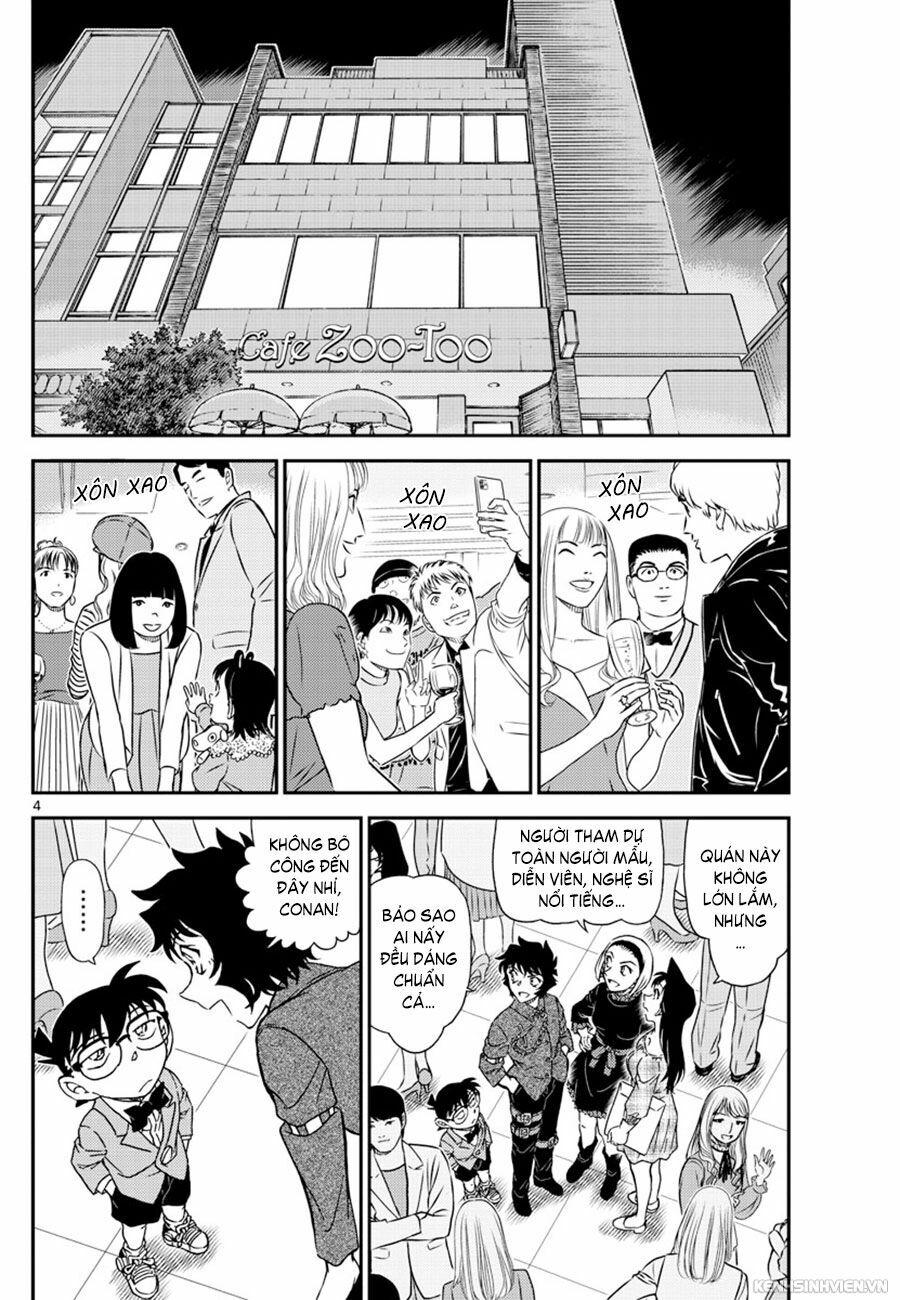 Cafe Zoo-Too
XÔN XAO
XÔN
XAO
XÔN
XAO
4
QUÁN NÀY
KHÔNG
LỚN LẮM,
NHƯNG
...
NGƯỜI THAM DỰ
TOÀN NGƯỜI MẪU,
DIỄN VIÊN, NGHỆ SĨ
NỔI TIẾNG...
BẢO SAO
AI NẤY
ĐỀU DÁNG
CHUẨN
CẢ...
KHÔNG BÕ
CÔNG ĐẾN
ĐÂY NHỈ,
CONAN!
......
KENHSINHVIEN.VN